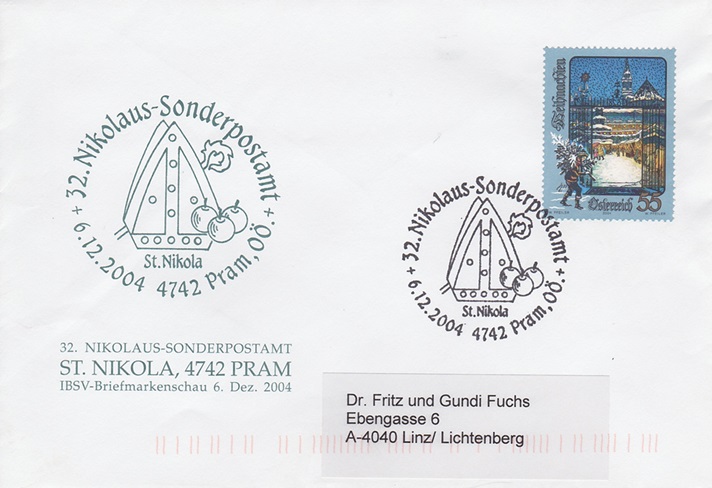 + 32. Nikolaus-Sonderpostamt +
St. Nikola
6.12.2004 4742 Pram, OÖ.
32. NIKOLAUS-SONDERPOSTAMT
ST. NIKOLA, 4742 PRAM
IBSV-Briefmarkenschau 6. Dez. 2004
Weihnachten
Österreich 55
+ 32. Nikolaus-Sonderpostamt +
St. Nikola
6.12.2004 4742 Pram, OÖ.
Dr. Fritz und Gundi Fuchs
Ebengasse 6
A-4040 Linz/ Lichtenberg